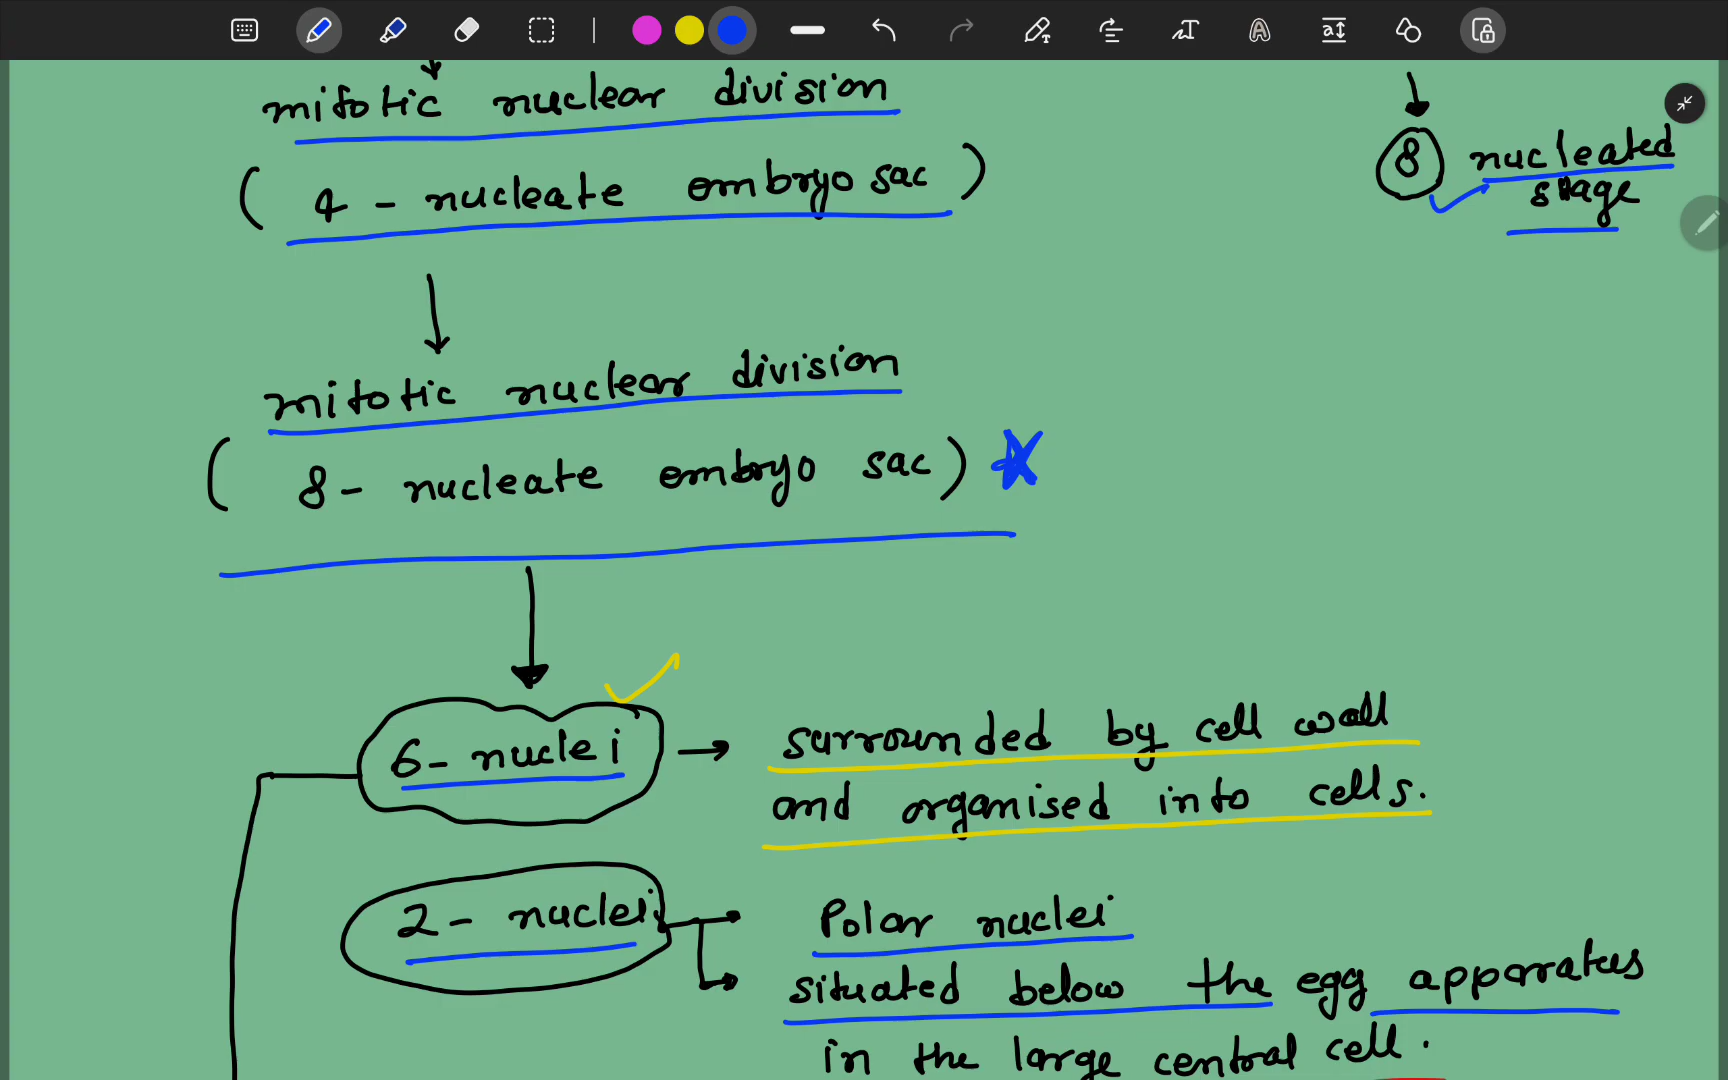 mitotic nuclear division
( 4 - nucleate embryo sac )
8 nucleated
stage
mitotic nuclear division
( 8 - nucleate embryo sac )
6 - nuclei → surrounded by cell wall
and organised into cells.
2 - nuclei → Polar nuclei
situated below the egg apparatus
in the large central cell.